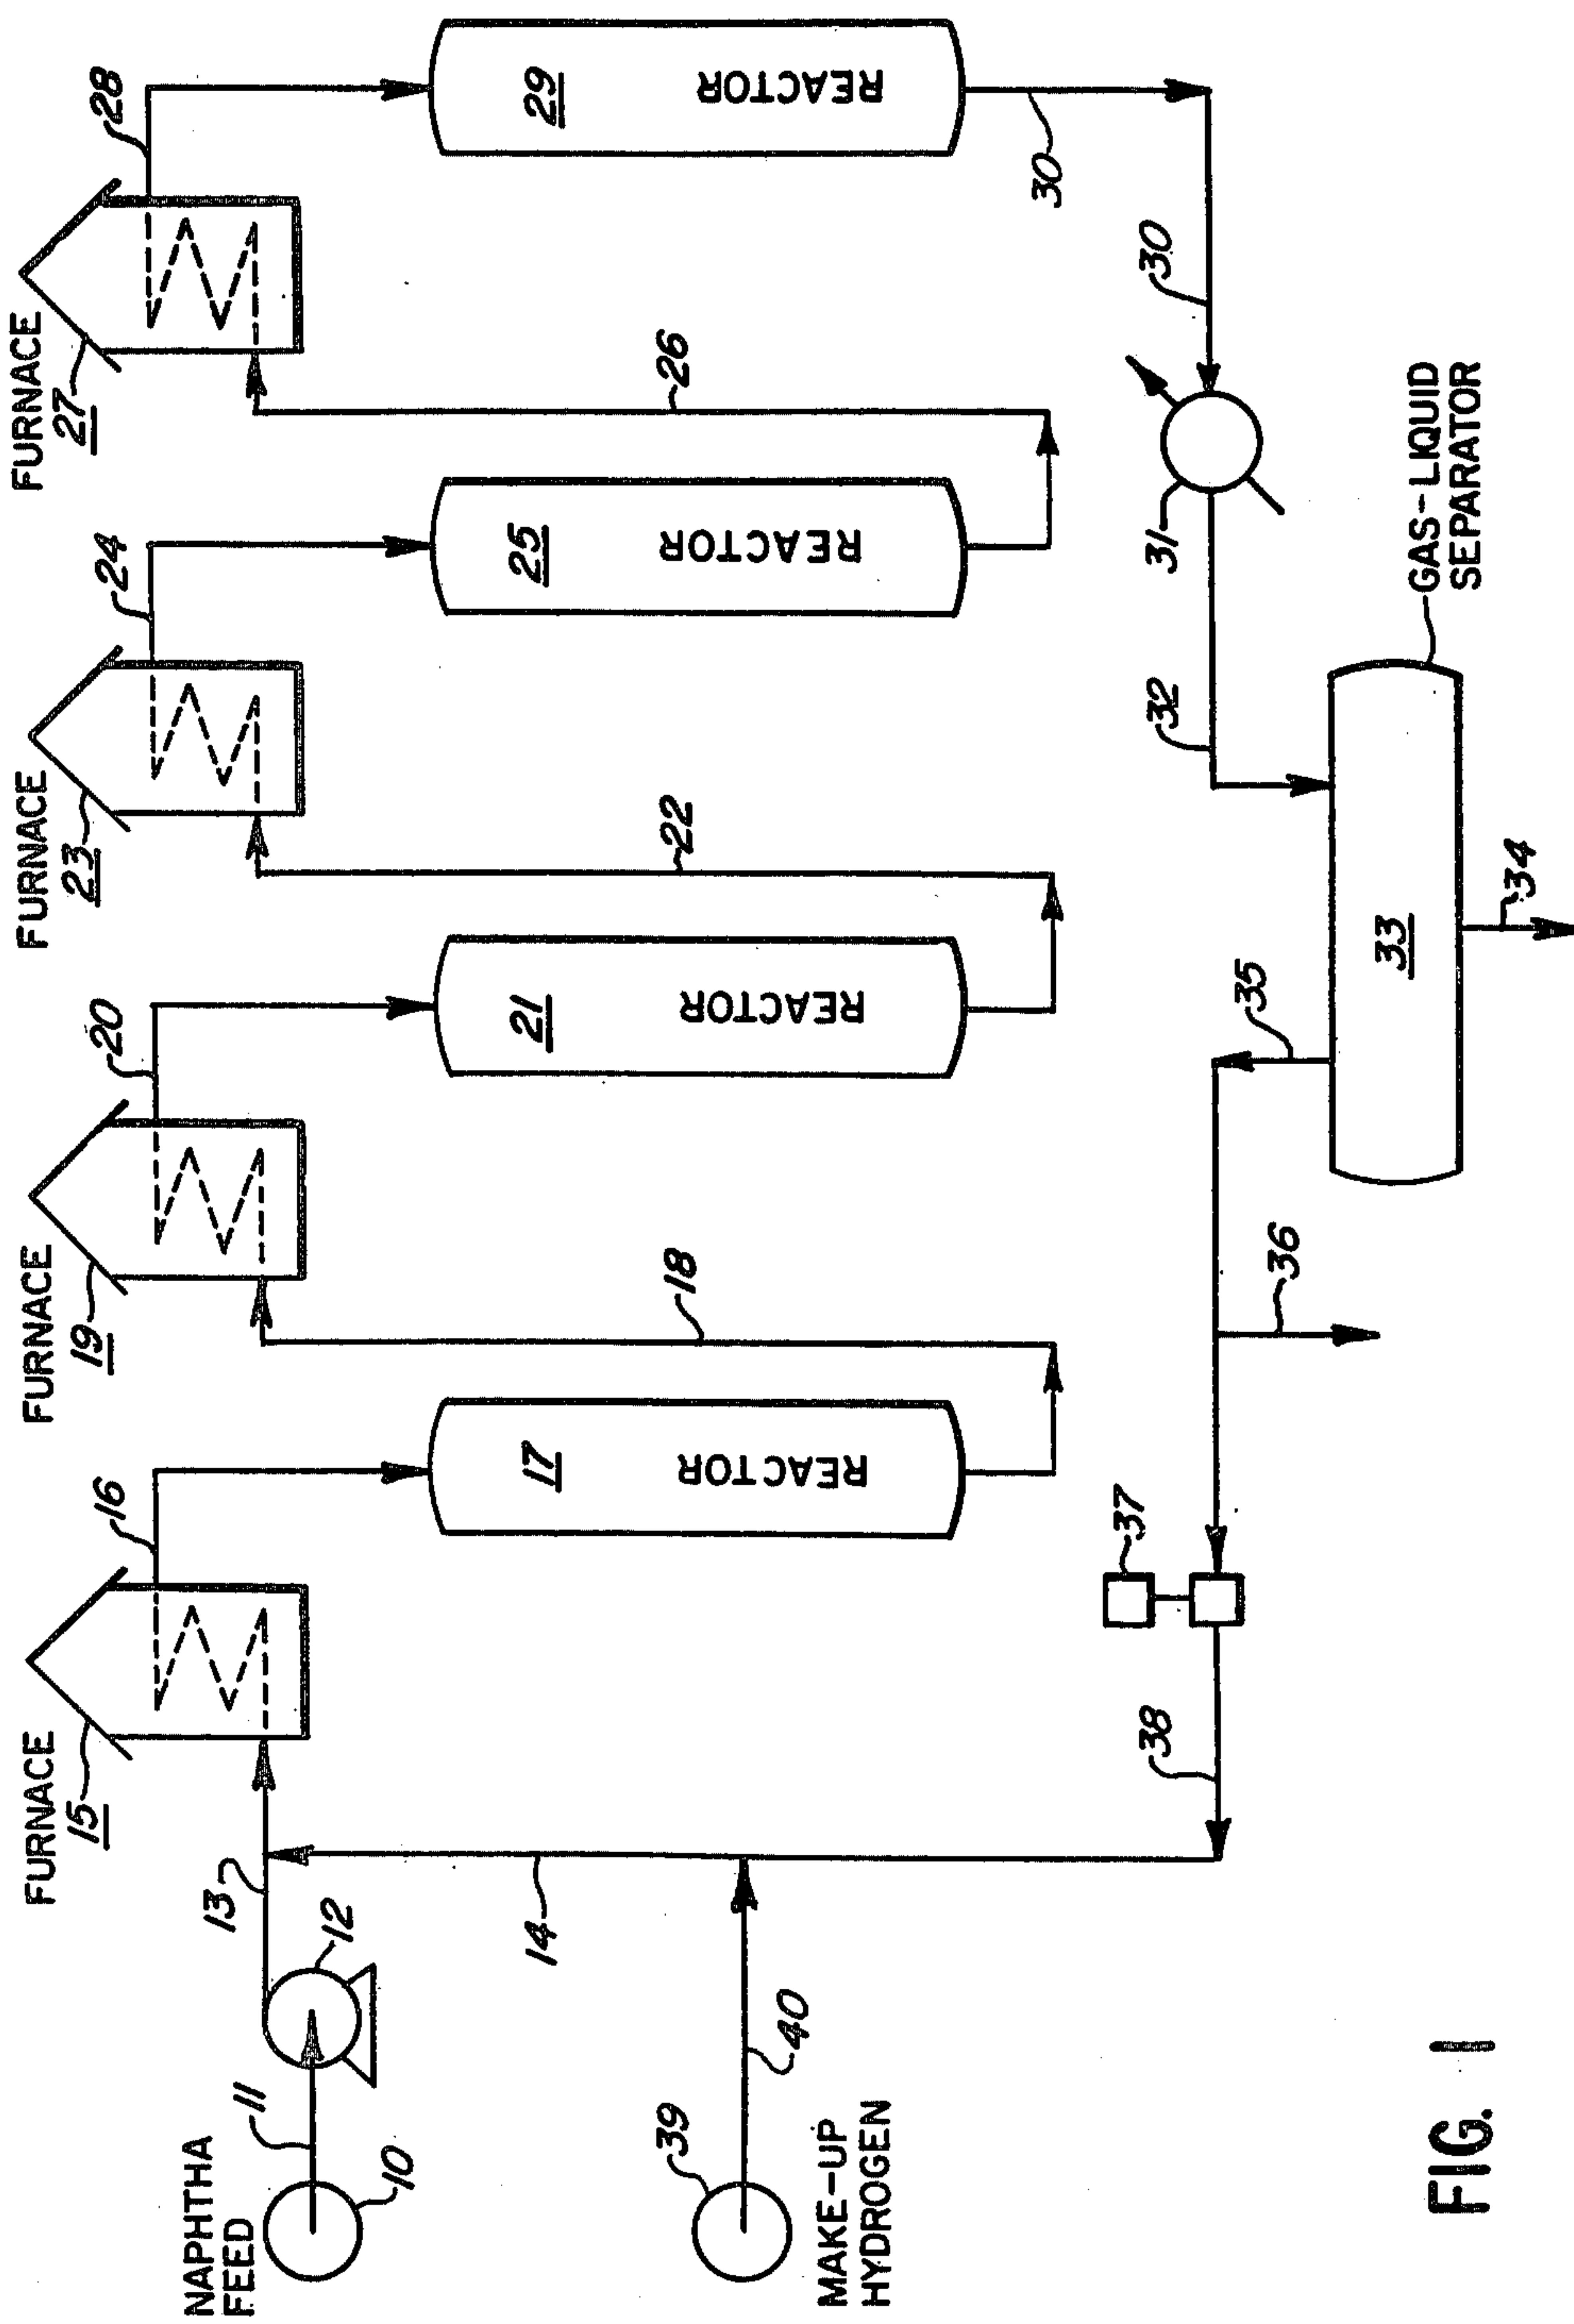 FURNACE
15
16
FURNACE
19
20
FURNACE
23
24
FURNACE
27
28
NAPHTHA
FEED
10
11
12
13
14
17
REACTOR
18
21
REACTOR
22
25
REACTOR
26
29
REACTOR
30
30
MAKE-UP
HYDROGEN
39
40
38
37
36
35
32
31
33
34
GAS-LIQUID
SEPARATOR
FIG. 1